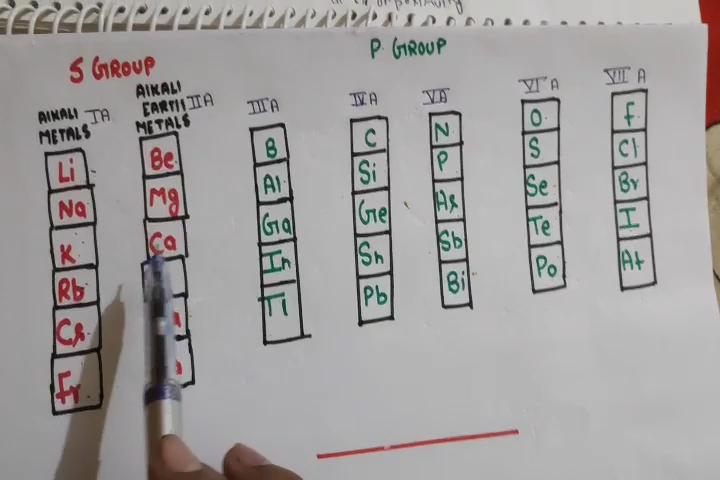 S GROUP
P GROUP
AlKALI METALS IA
AlKALI EARTH METALS IIA
IIIA
IVA
VA
VIA
VIIA
Li
Na
K
Rb
Cs
Fr
Be
Mg
Ca
B
Al
Ga
In
Tl
C
Si
Ge
Sn
Pb
N
P
As
Sb
Bi
O
S
Se
Te
Po
F
Cl
Br
I
At